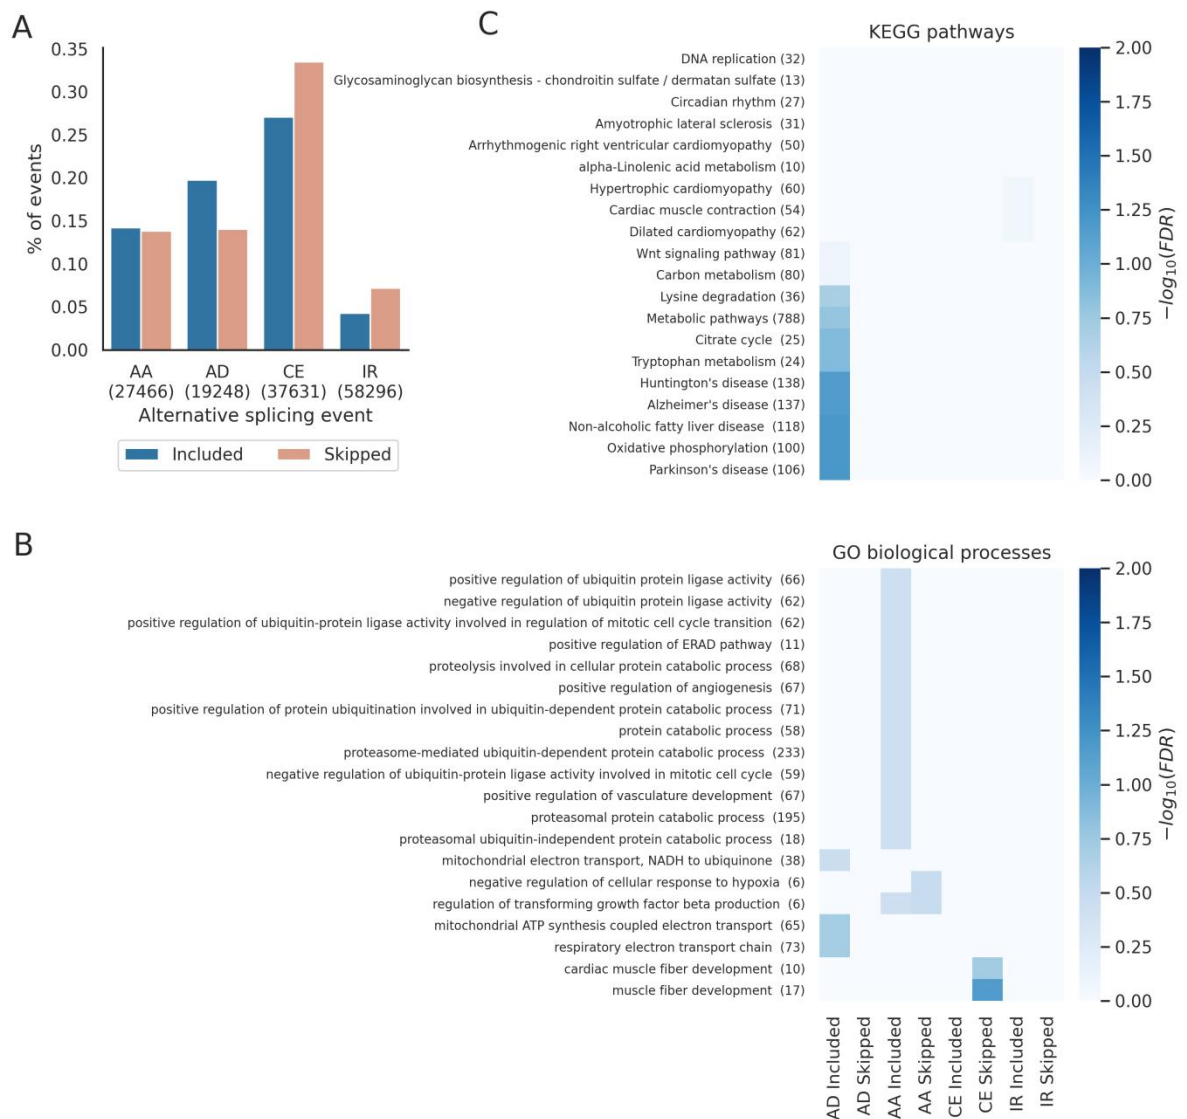 A
0.35
0.30
0.25
0.20
0.15
0.10
0.05
0.00
% of events
AA
(27466)
AD
(19248)
CE
(37631)
IR
(58296)
Alternative splicing event
Included
Skipped
C
KEGG pathways
DNA replication (32)
Glycosaminoglycan biosynthesis - chondroitin sulfate / dermatan sulfate (13)
Circadian rhythm (27)
Amyotrophic lateral sclerosis (31)
Arrhythmogenic right ventricular cardiomyopathy (50)
alpha-Linolenic acid metabolism (10)
Hypertrophic cardiomyopathy (60)
Cardiac muscle contraction (54)
Dilated cardiomyopathy (62)
Wnt signaling pathway (81)
Carbon metabolism (80)
Lysine degradation (36)
Metabolic pathways (788)
Citrate cycle (25)
Tryptophan metabolism (24)
Huntington's disease (138)
Alzheimer's disease (137)
Non-alcoholic fatty liver disease (118)
Oxidative phosphorylation (100)
Parkinson's disease (106)
2.00
1.75
1.50
1.25
1.00
0.75
0.50
0.25
0.00
−log₁₀(FDR)
B
GO biological processes
positive regulation of ubiquitin protein ligase activity (66)
negative regulation of ubiquitin protein ligase activity (62)
positive regulation of ubiquitin-protein ligase activity involved in regulation of mitotic cell cycle transition (62)
positive regulation of ERAD pathway (11)
proteolysis involved in cellular protein catabolic process (68)
positive regulation of angiogenesis (67)
positive regulation of protein ubiquitination involved in ubiquitin-dependent protein catabolic process (71)
protein catabolic process (58)
proteasome-mediated ubiquitin-dependent protein catabolic process (233)
negative regulation of ubiquitin-protein ligase activity involved in mitotic cell cycle (59)
positive regulation of vasculature development (67)
proteasomal protein catabolic process (195)
proteasomal ubiquitin-independent protein catabolic process (18)
mitochondrial electron transport, NADH to ubiquinone (38)
negative regulation of cellular response to hypoxia (6)
regulation of transforming growth factor beta production (6)
mitochondrial ATP synthesis coupled electron transport (65)
respiratory electron transport chain (73)
cardiac muscle fiber development (10)
muscle fiber development (17)
AD Included
AD Skipped
AA Included
AA Skipped
CE Included
CE Skipped
IR Included
IR Skipped
2.00
1.75
1.50
1.25
1.00
0.75
0.50
0.25
0.00
−log₁₀(FDR)